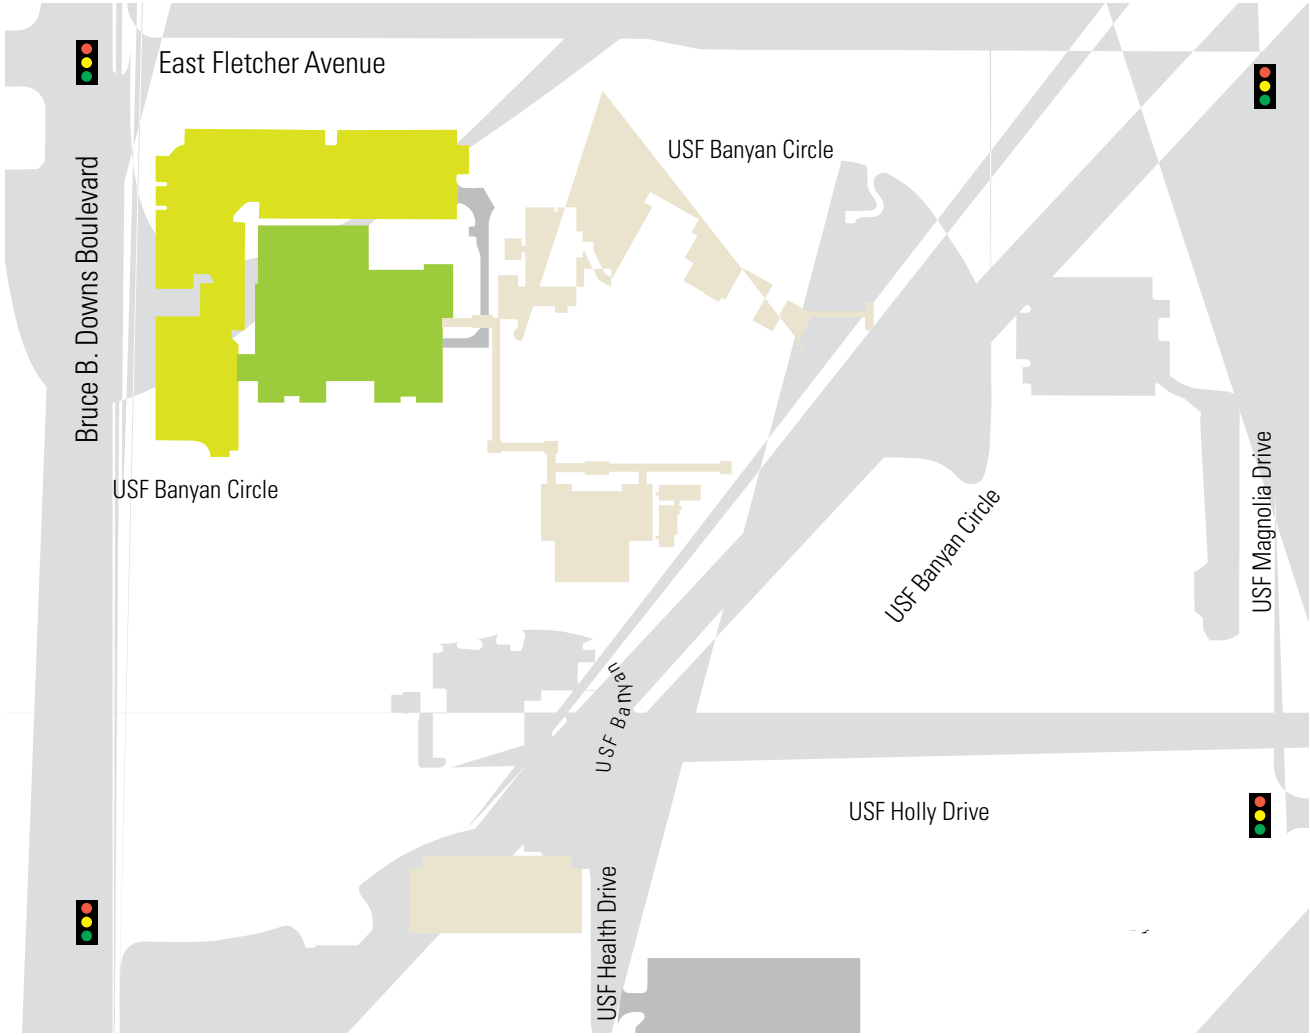 East Fletcher Avenue
USF Banyan Circle
Bruce B. Downs Boulevard
USF Banyan Circle
USF Banyan Circle
USF Magnolia Drive
USF Banyan
USF Holly Drive
USF Health Drive